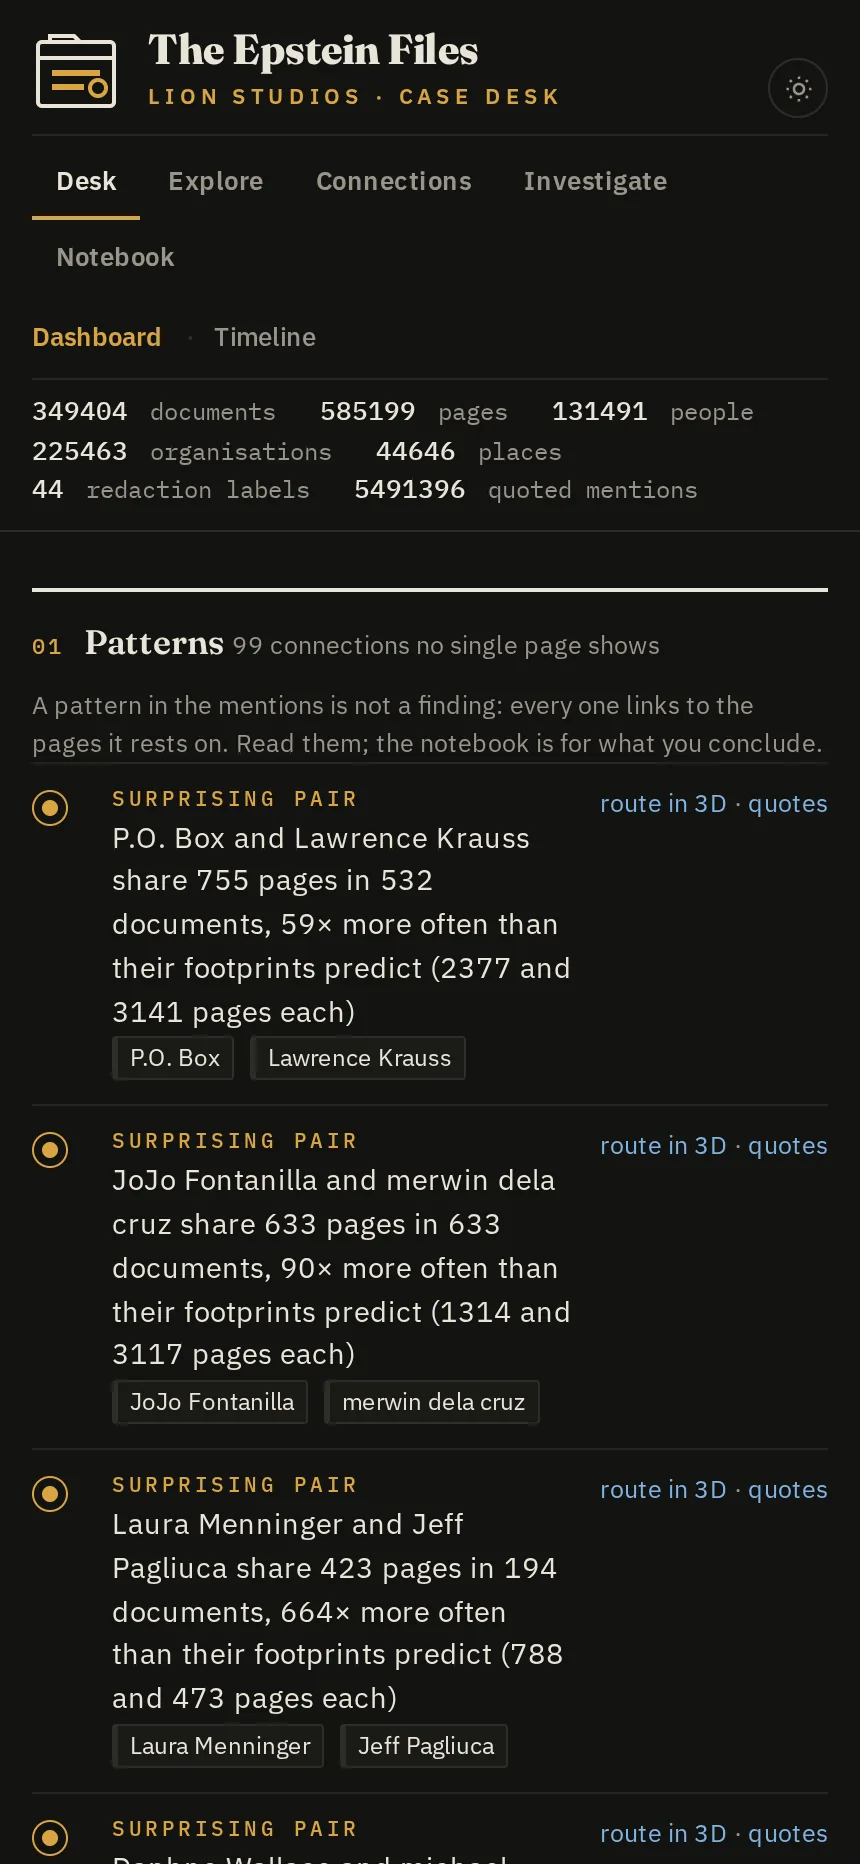 The Epstein Files
LION STUDIOS · CASE DESK
Desk Explore Connections Investigate
Notebook
Dashboard · Timeline
349404 documents 585199 pages 131491 people
225463 organisations 44646 places
44 redaction labels 5491396 quoted mentions
01 Patterns 99 connections no single page shows
A pattern in the mentions is not a finding: every one links to the
pages it rests on. Read them; the notebook is for what you conclude.
SURPRISING PAIR
route in 3D · quotes
P.O. Box and Lawrence Krauss
share 755 pages in 532
documents, 59× more often than
their footprints predict (2377 and
3141 pages each)
P.O. Box Lawrence Krauss
SURPRISING PAIR
route in 3D · quotes
JoJo Fontanilla and merwin dela
cruz share 633 pages in 633
documents, 90× more often than
their footprints predict (1314 and
3117 pages each)
JoJo Fontanilla merwin dela cruz
SURPRISING PAIR
route in 3D · quotes
Laura Menninger and Jeff
Pagliuca share 423 pages in 194
documents, 664× more often
than their footprints predict (788
and 473 pages each)
Laura Menninger Jeff Pagliuca
SURPRISING PAIR
route in 3D · quotes